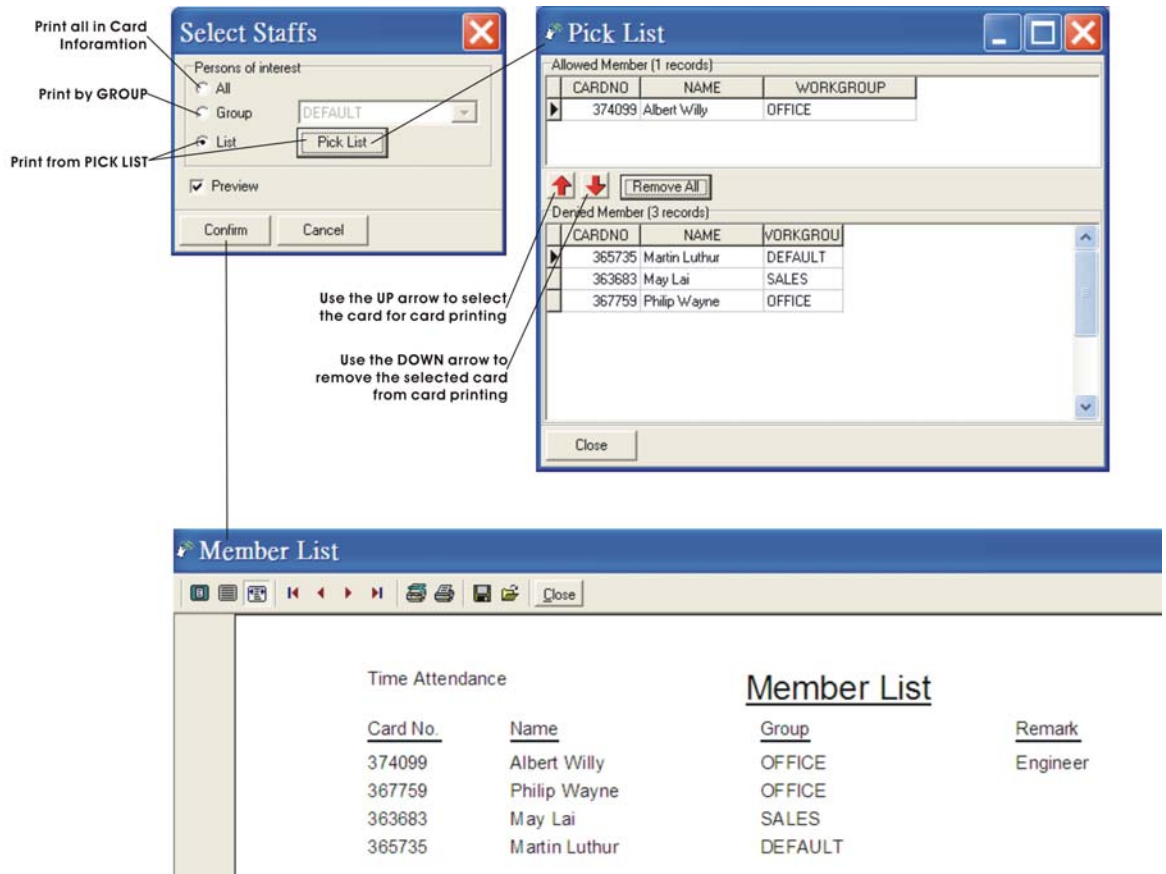 Print all in Card
Inforamtion
Print by GROUP
Print from PICK LIST
Select Staffs
Persons of interest
All
Group
DEFAULT
List
Pick List
Preview
Confirm
Cancel
Pick List
Allowed Member (1 records)
CARDNO NAME WORKGROUP
374099 Albert Willy OFFICE
Remove All
Denied Member (3 records)
CARDNO NAME WORKGROU
365735 Martin Luthur DEFAULT
363683 May Lai SALES
367759 Philip Wayne OFFICE
Close
Use the UP arrow to select
the card for card printing
Use the DOWN arrow to
remove the selected card
from card printing
Member List
Close
Time Attendance
Member List
Card No. Name Group Remark
374099 Albert Willy OFFICE Engineer
367759 Philip Wayne OFFICE
363683 May Lai SALES
365735 Martin Luthur DEFAULT